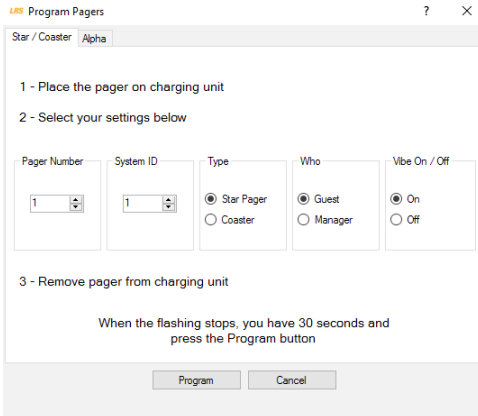 LRS Program Pagers ? X
Star / Coaster Alpha
1 - Place the pager on charging unit
2 - Select your settings below
Pager Number System ID Type Who Vibe On / Off
1 1 Star Pager Guest On
Coaster Manager Off
3 - Remove pager from charging unit
When the flashing stops, you have 30 seconds and
press the Program button
Program Cancel